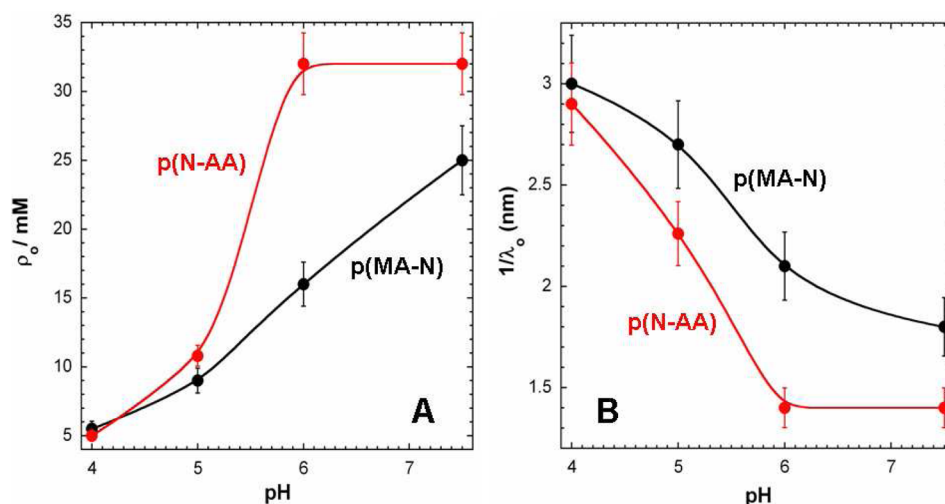 35
30
25
20
15
10
5
4
5
6
7
pH
ρₒ/ mM
p(N-AA)
p(MA-N)
A
3
2.5
2
1.5
4
5
6
7
pH
1/λₒ (nm)
p(MA-N)
p(N-AA)
B